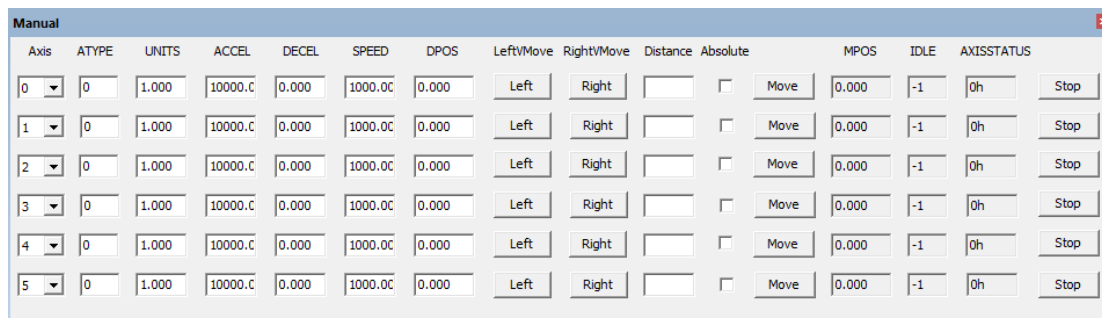 Manual
Axis ATYPE UNITS ACCEL DECEL SPEED DPOS LeftVMove RightVMove Distance Absolute MPOS IDLE AXISSTATUS
0 0 1.000 10000.0 0.000 1000.00 0.000 Left Right Move 0.000 -1 0h Stop
1 0 1.000 10000.0 0.000 1000.00 0.000 Left Right Move 0.000 -1 0h Stop
2 0 1.000 10000.0 0.000 1000.00 0.000 Left Right Move 0.000 -1 0h Stop
3 0 1.000 10000.0 0.000 1000.00 0.000 Left Right Move 0.000 -1 0h Stop
4 0 1.000 10000.0 0.000 1000.00 0.000 Left Right Move 0.000 -1 0h Stop
5 0 1.000 10000.0 0.000 1000.00 0.000 Left Right Move 0.000 -1 0h Stop